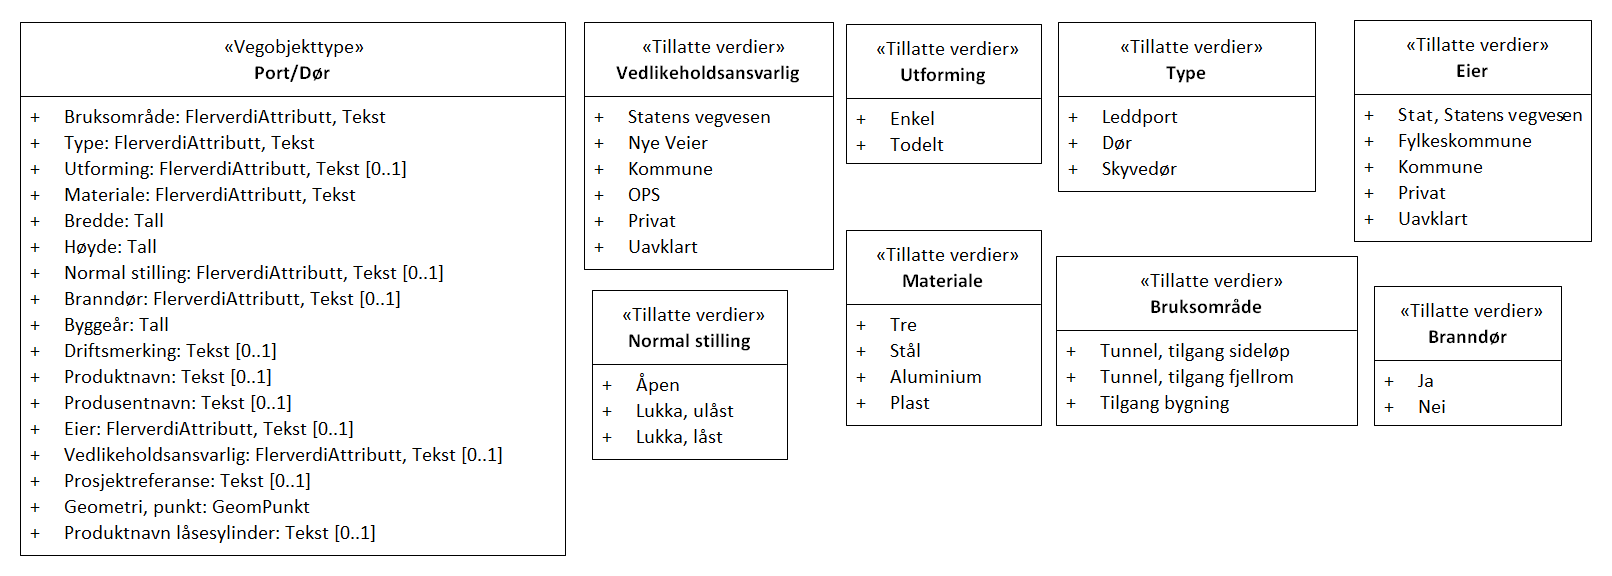 «Vegobjekttype»
Port/Dør
+ Bruksområde: FlerverdiAttributt, Tekst
+ Type: FlerverdiAttributt, Tekst
+ Utforming: FlerverdiAttributt, Tekst [0..1]
+ Materiale: FlerverdiAttributt, Tekst
+ Bredde: Tall
+ Høyde: Tall
+ Normal stilling: FlerverdiAttributt, Tekst [0..1]
+ Branndør: FlerverdiAttributt, Tekst [0..1]
+ Byggeår: Tall
+ Driftsmerking: Tekst [0..1]
+ Produktnavn: Tekst [0..1]
+ Produsentnavn: Tekst [0..1]
+ Eier: FlerverdiAttributt, Tekst [0..1]
+ Vedlikeholdsansvarlig: FlerverdiAttributt, Tekst [0..1]
+ Prosjektreferanse: Tekst [0..1]
+ Geometri, punkt: GeomPunkt
+ Produktnavn låsesylinder: Tekst [0..1]
«Tillatte verdier»
Vedlikeholdsansvarlig
+ Statens vegvesen
+ Nye Veier
+ Kommune
+ OPS
+ Privat
+ Uavklart
«Tillatte verdier»
Normal stilling
+ Åpen
+ Lukka, ulåst
+ Lukka, låst
«Tillatte verdier»
Utforming
+ Enkel
+ Todelt
«Tillatte verdier»
Materiale
+ Tre
+ Stål
+ Aluminium
+ Plast
«Tillatte verdier»
Type
+ Leddport
+ Dør
+ Skyvedør
«Tillatte verdier»
Bruksområde
+ Tunnel, tilgang sideløp
+ Tunnel, tilgang fjellrom
+ Tilgang bygning
«Tillatte verdier»
Eier
+ Stat, Statens vegvesen
+ Fylkeskommune
+ Kommune
+ Privat
+ Uavklart
«Tillatte verdier»
Branndør
+ Ja
+ Nei